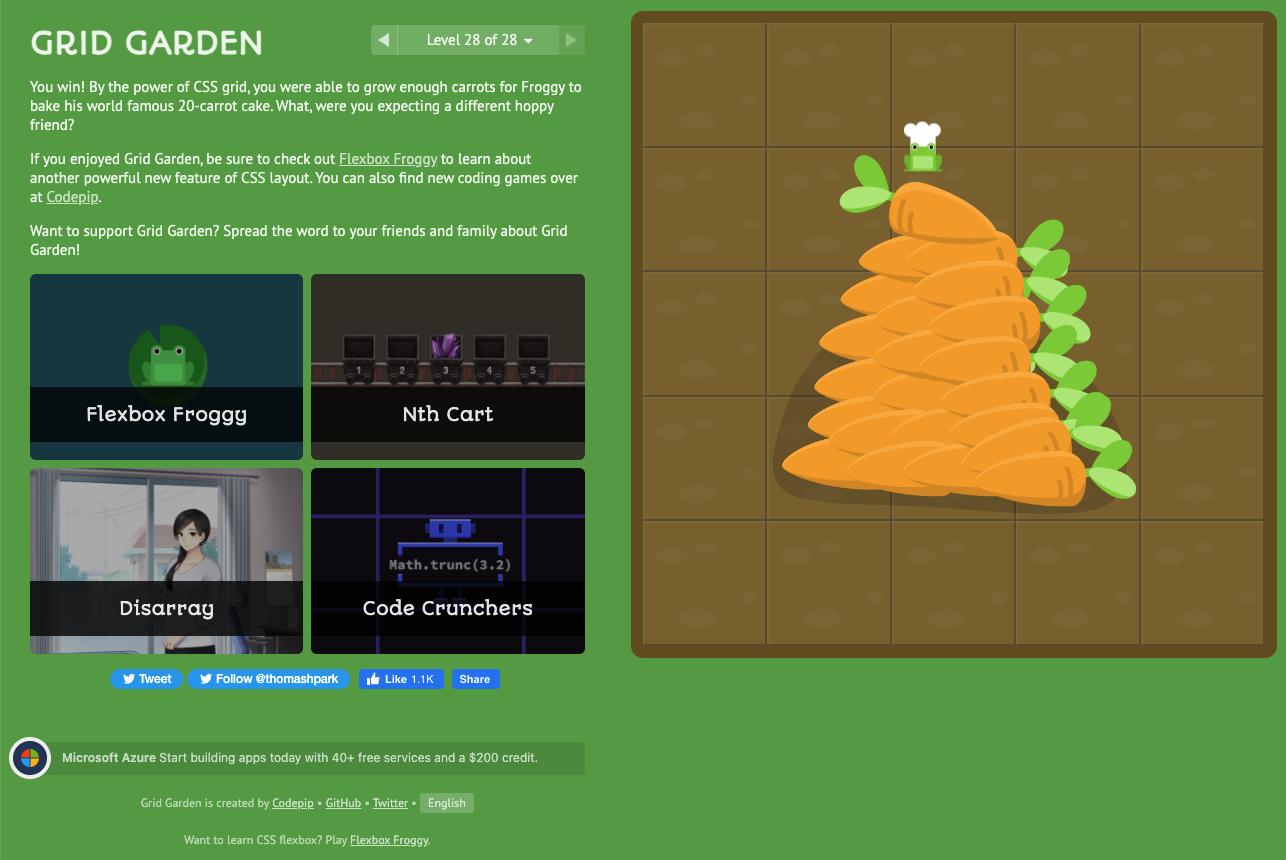 GRID GARDEN
Level 28 of 28
You win! By the power of CSS grid, you were able to grow enough carrots for Froggy to
bake his world famous 20-carrot cake. What, were you expecting a different hoppy
friend?
If you enjoyed Grid Garden, be sure to check out Flexbox Froggy to learn about
another powerful new feature of CSS layout. You can also find new coding games over
at Codepip.
Want to support Grid Garden? Spread the word to your friends and family about Grid
Garden!
1 2 3 4 5
Flexbox Froggy
Nth Cart
Math.trunc(3.2)
Disarray
Code Crunchers
Tweet Follow @thomashpark Like 1.1K Share
Microsoft Azure Start building apps today with 40+ free services and a $200 credit.
Grid Garden is created by Codepip • GitHub • Twitter • English
Want to learn CSS flexbox? Play Flexbox Froggy.